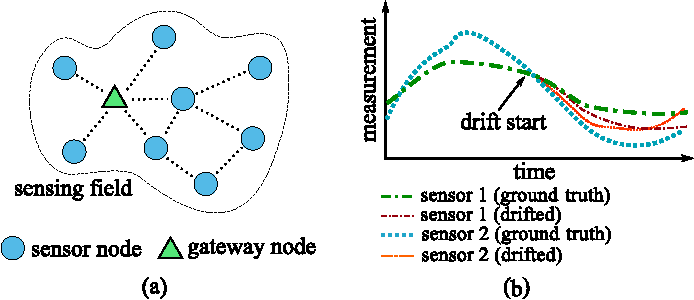 (a)
sensing field
sensor node
gateway node
(a)
(b)
measurement
drift start
time
sensor 1 (ground truth)
sensor 1 (drifted)
sensor 2 (ground truth)
sensor 2 (drifted)
(b)